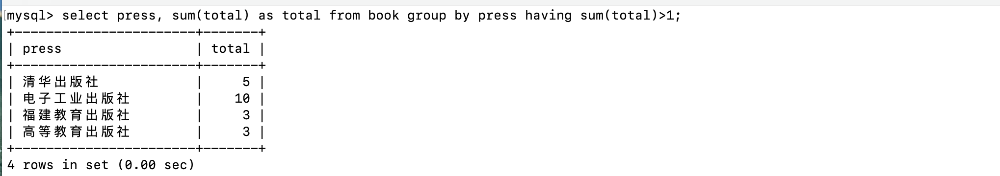 mysql> select press, sum(total) as total from book group by press having sum(total)>1;
+-----------------------+-------+
| press                 | total |
+-----------------------+-------+
| 清华出版社             |     5 |
| 电子工业出版社         |    10 |
| 福建教育出版社         |     3 |
| 高等教育出版社         |     3 |
+-----------------------+-------+
4 rows in set (0.00 sec)